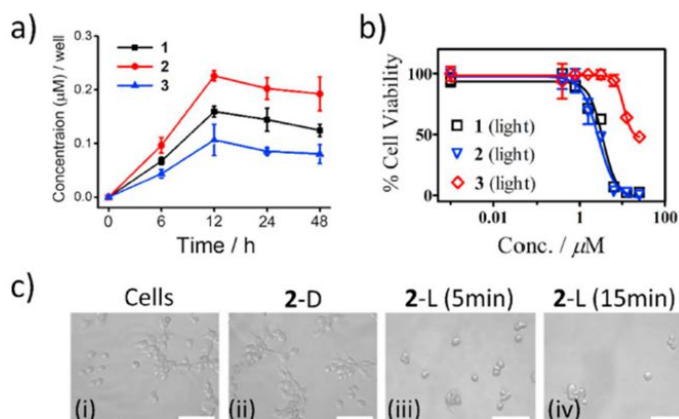 a)
Concentraion (μM) / well
0.2
0.1
0.0
0 6 12 24 48
Time / h
1
2
3
b)
% Cell Viability
100
50
0
0.01 1 100
Conc. / μM
1 (light)
2 (light)
3 (light)
c)
Cells 2-D 2-L (5min) 2-L (15min)
(i) (ii) (iii) (iv)